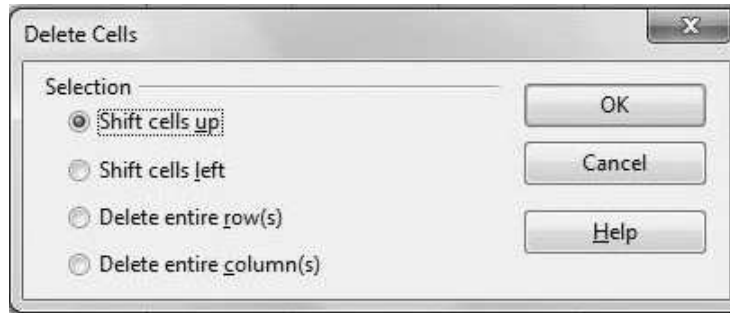 Delete Cells
X
Selection
Shift cells up
Shift cells left
Delete entire row(s)
Delete entire column(s)
OK
Cancel
Help